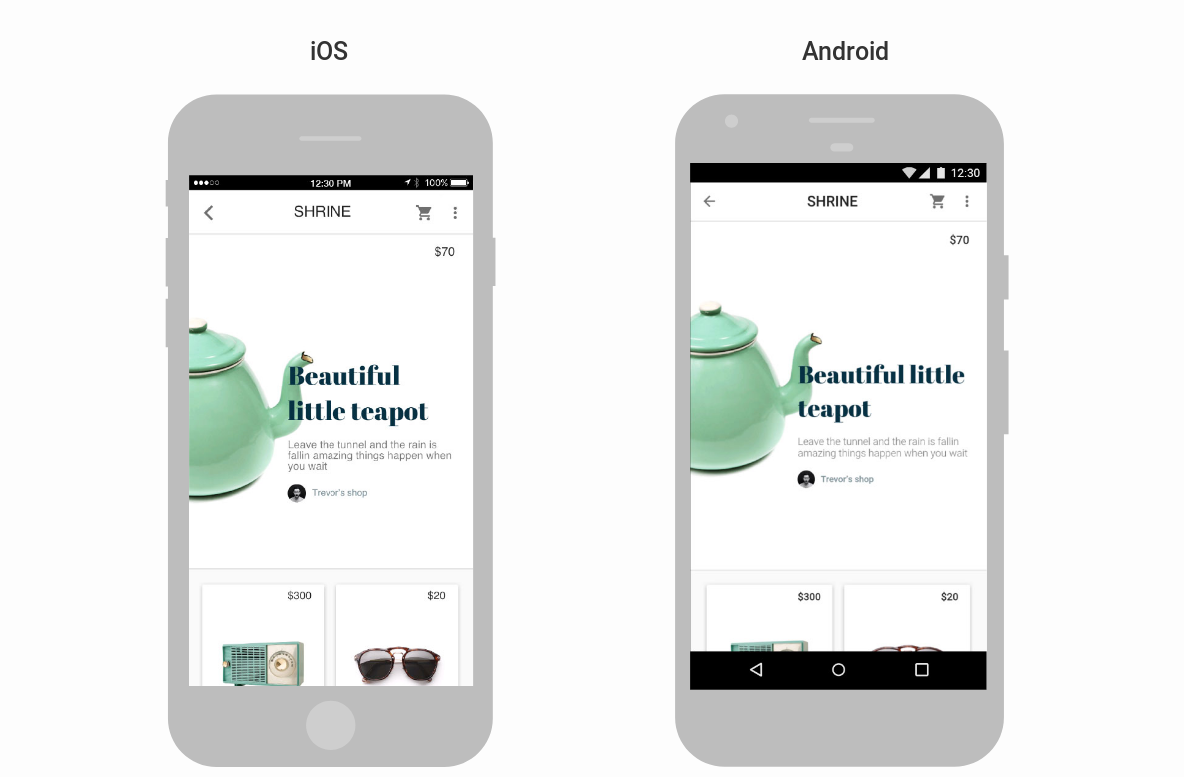 iOS
12:30 PM
100%
SHRINE
$70
Beautiful
little teapot
Leave the tunnel and the rain is
fallin amazing things happen when
you wait
Trevor's shop
$300
$20
Android
12:30
SHRINE
$70
Beautiful little
teapot
Leave the tunnel and the rain is fallin
amazing things happen when you wait
Trevor's shop
$300
$20